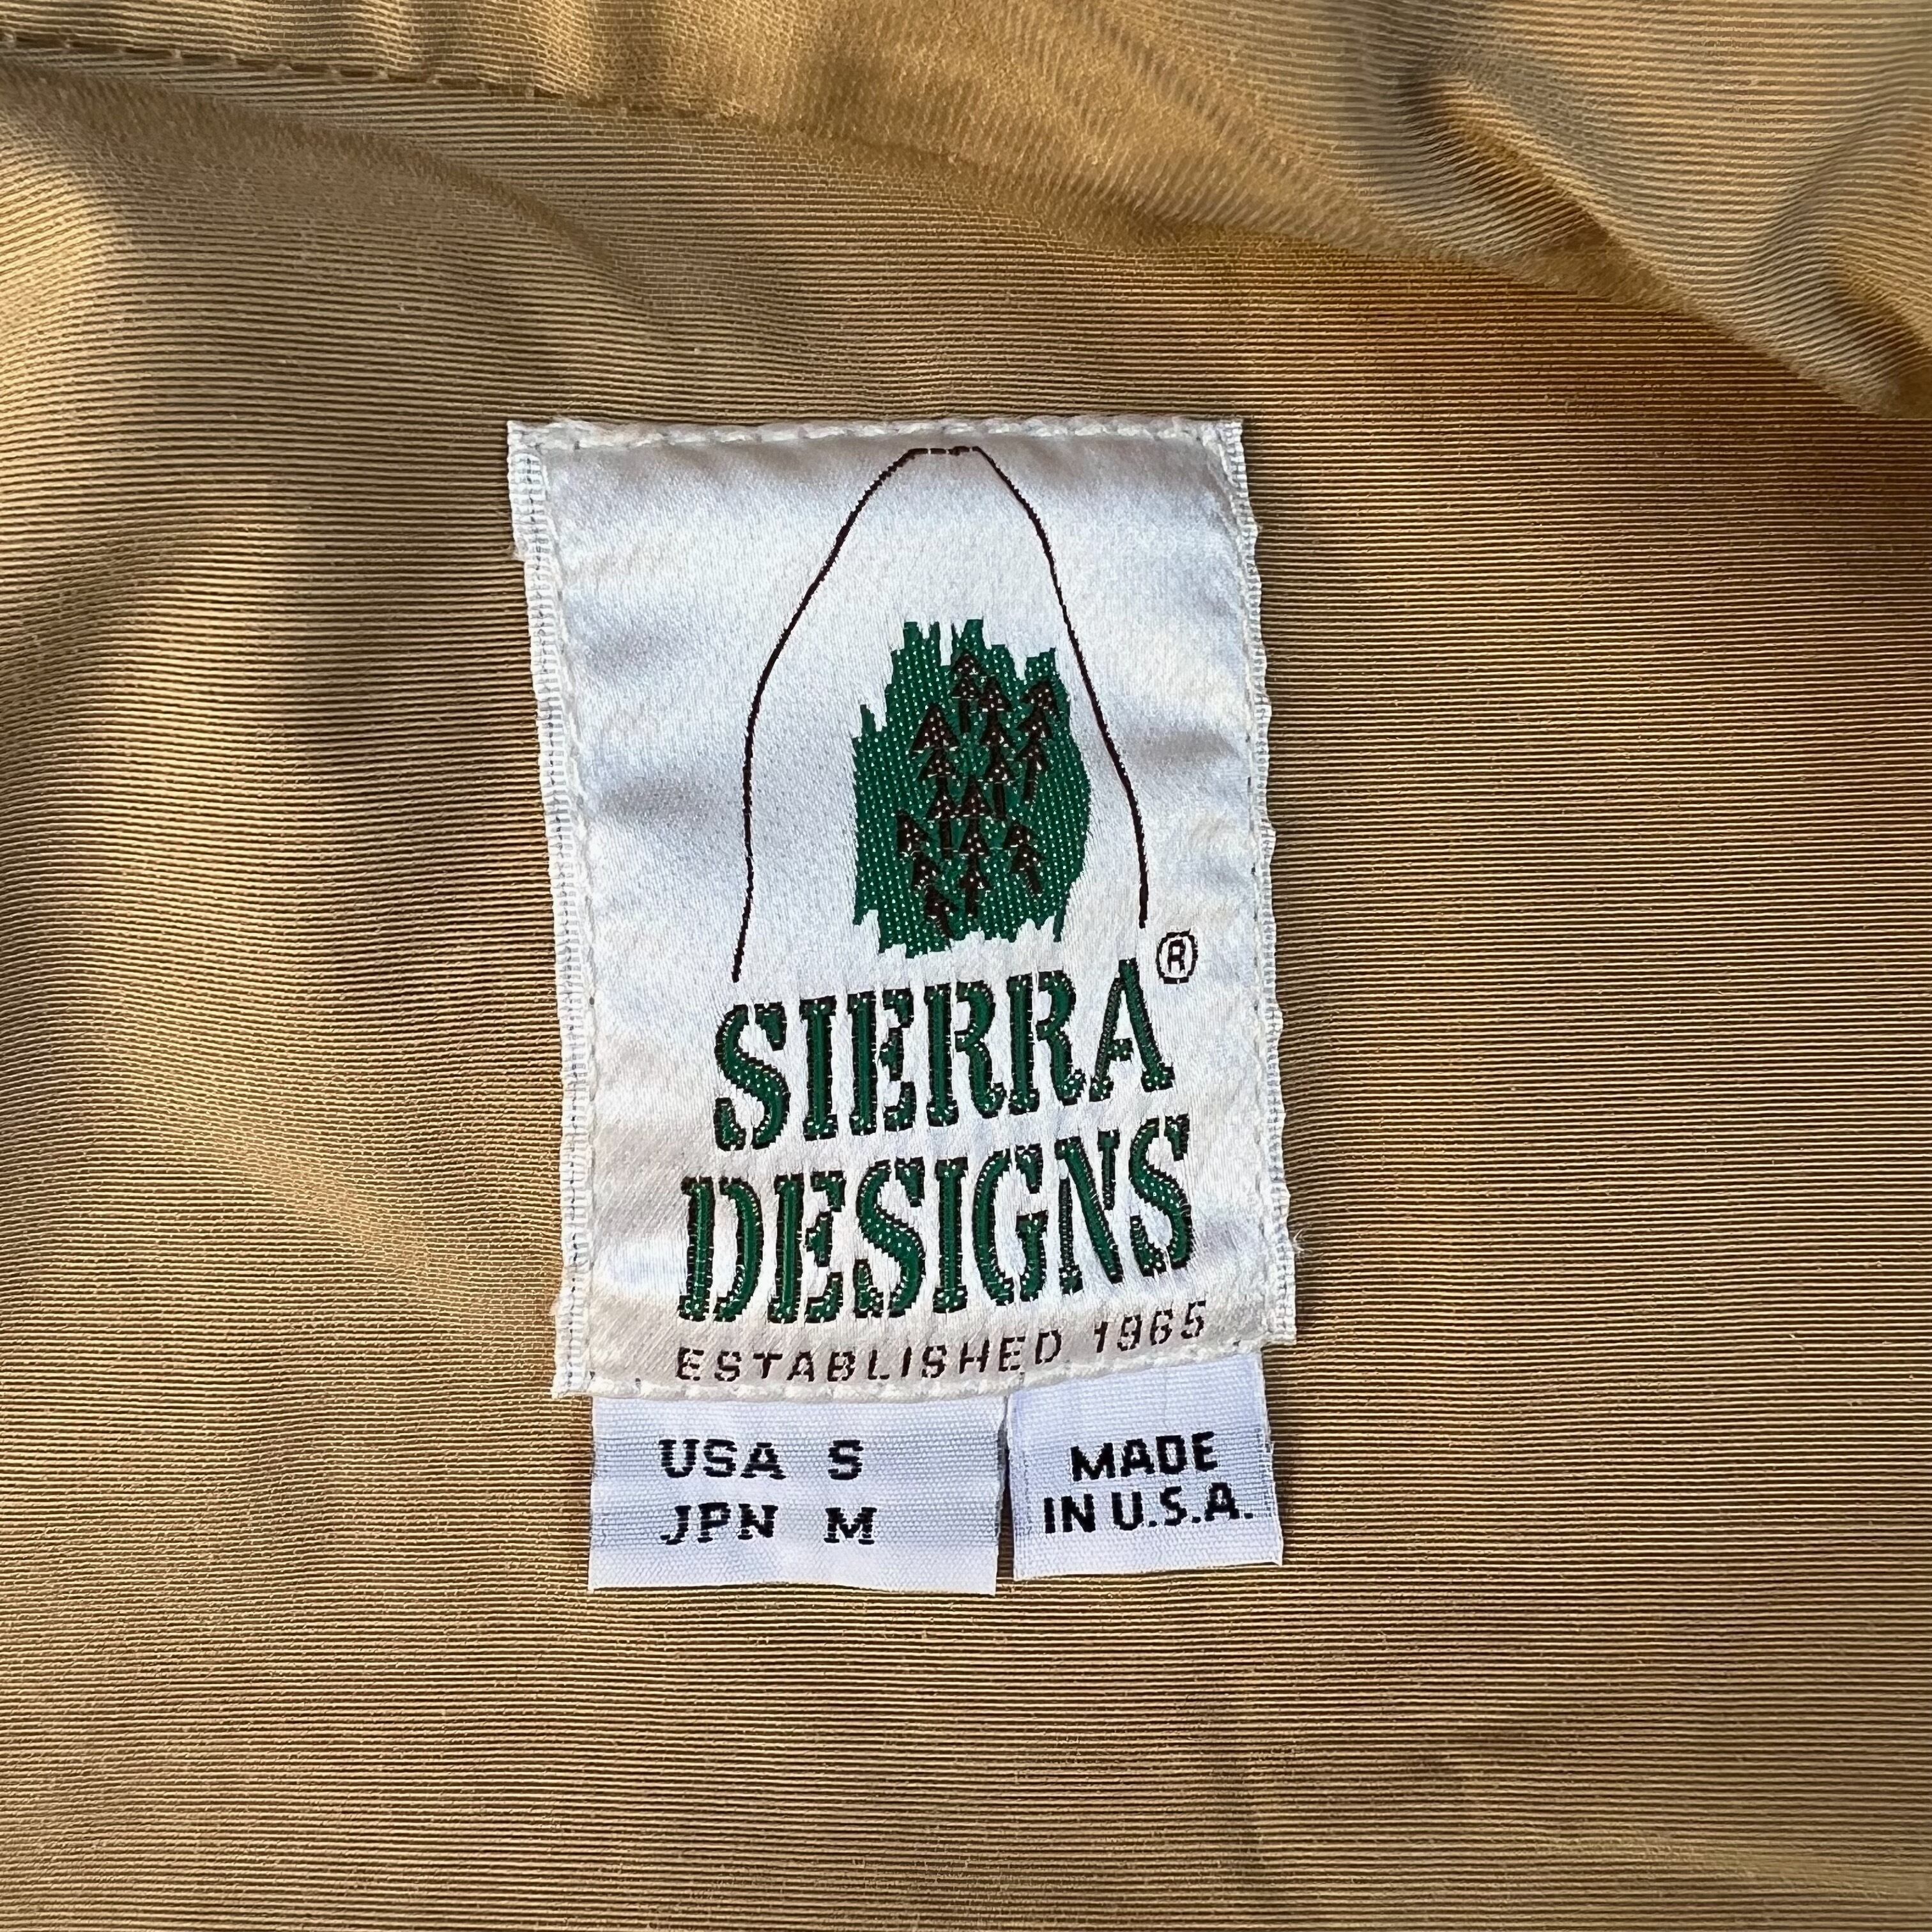 SIERRA®
DESIGNS
ESTABLISHED 1965
USA S
JPN M
MADE
IN U.S.A.